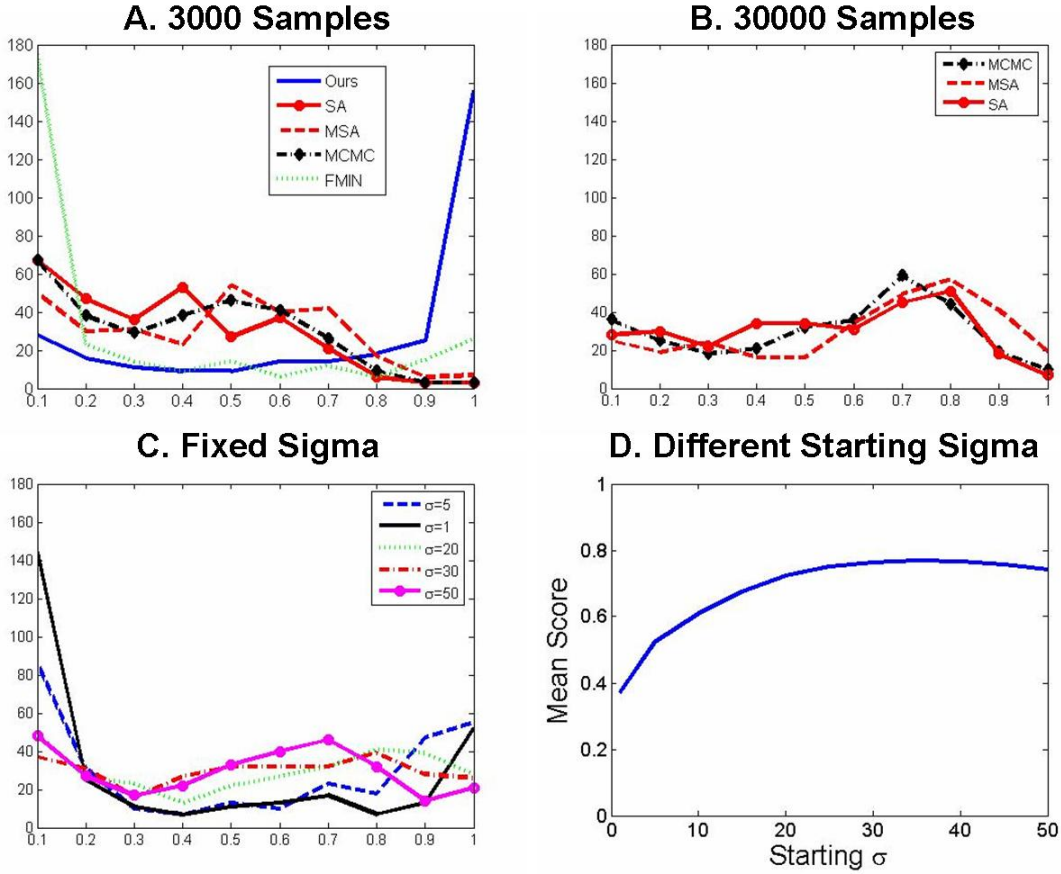 A. 3000 Samples
180
160
140
120
100
80
60
40
20
0
0.1 0.2 0.3 0.4 0.5 0.6 0.7 0.8 0.9 1
Ours
SA
MSA
MCMC
FMIN
B. 30000 Samples
180
160
140
120
100
80
60
40
20
0
0.1 0.2 0.3 0.4 0.5 0.6 0.7 0.8 0.9 1
MCMC
MSA
SA
C. Fixed Sigma
180
160
140
120
100
80
60
40
20
0
0.1 0.2 0.3 0.4 0.5 0.6 0.7 0.8 0.9 1
σ=5
σ=1
σ=20
σ=30
σ=50
D. Different Starting Sigma
Mean Score
1
0.8
0.6
0.4
0.2
0
0 10 20 30 40 50
Starting σ